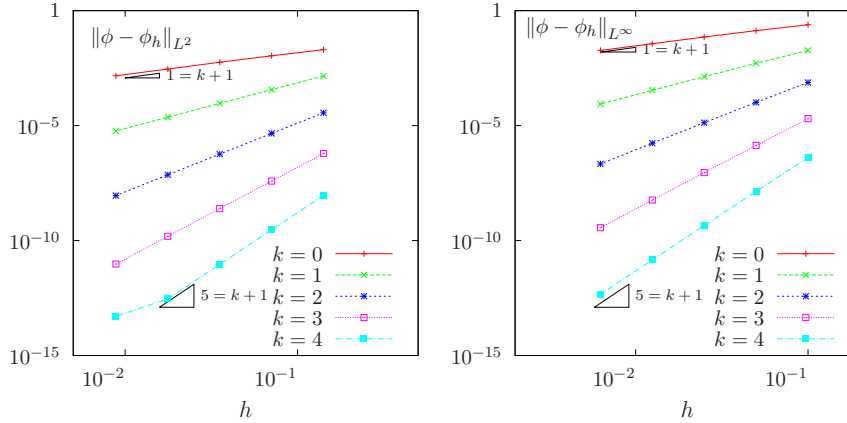 1
10⁻⁵
10⁻¹⁰
10⁻¹⁵
10⁻²
10⁻¹
h
‖ϕ − ϕₕ‖_{L²}
1 = k + 1
k = 0
k = 1
k = 2
k = 3
k = 4
5 = k + 1
1
10⁻⁵
10⁻¹⁰
10⁻¹⁵
10⁻²
10⁻¹
h
‖ϕ − ϕₕ‖_{L^∞}
1 = k + 1
k = 0
k = 1
k = 2
k = 3
k = 4
5 = k + 1